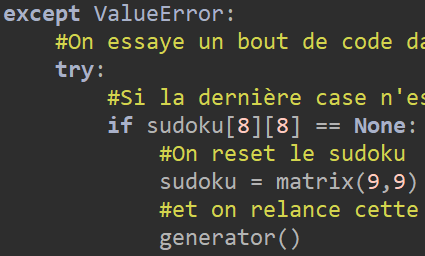 except ValueError:
#On essaye un bout de code da
try:
#Si la dernière case n'es
if sudoku[8][8] == None:
#On reset le sudoku
sudoku = matrix(9,9)
#et on relance cette
generator()